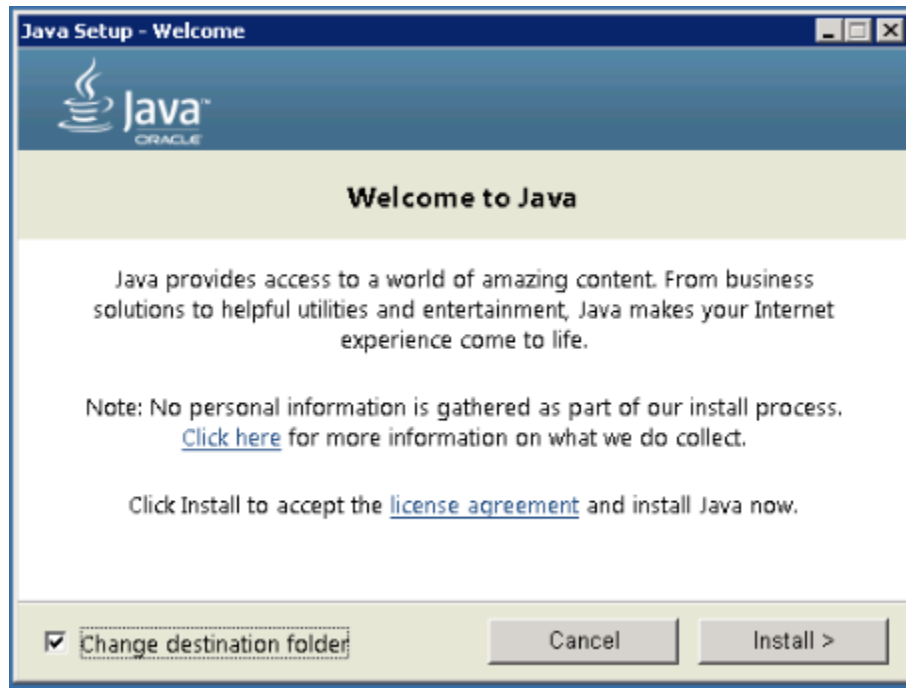 Java Setup - Welcome
Java™
ORACLE
Welcome to Java
Java provides access to a world of amazing content. From business
solutions to helpful utilities and entertainment, Java makes your Internet
experience come to life.
Note: No personal information is gathered as part of our install process.
Click here for more information on what we do collect.
Click Install to accept the license agreement and install Java now.
Change destination folder
Cancel
Install >